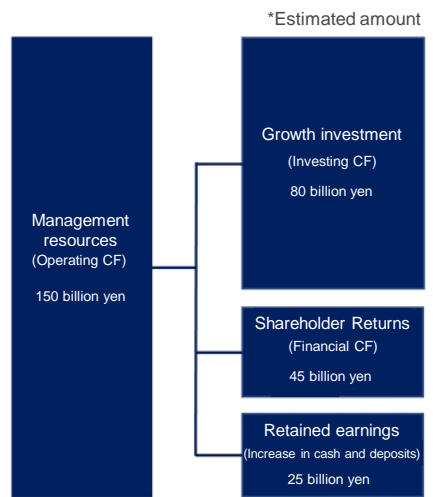 *Estimated amount
Management
resources
(Operating CF)
150 billion yen
Growth investment
(Investing CF)
80 billion yen
Shareholder Returns
(Financial CF)
45 billion yen
Retained earnings
(Increase in cash and deposits)
25 billion yen